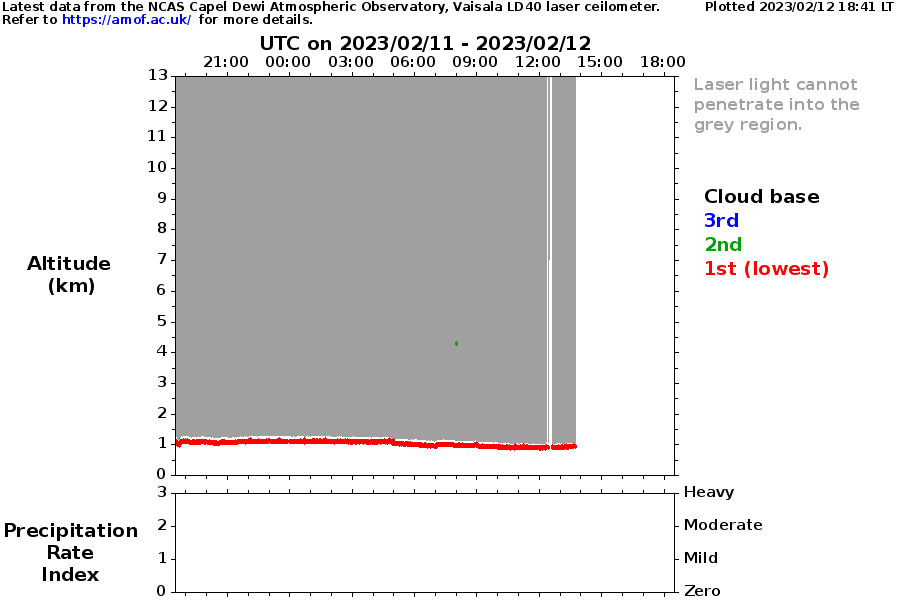 Latest data from the NCAS Capel Dewi Atmospheric Observatory, Vaisala LD40 laser ceilometer. Plotted 2023/02/12 18:41 LT
Refer to https://amof.ac.uk/ for more details.
UTC on 2023/02/11 - 2023/02/12
21:00 00:00 03:00 06:00 09:00 12:00 15:00 18:00
13
12
11
10
9
8
7
6
5
4
3
2
1
0
Altitude
(km)
Laser light cannot
penetrate into the
grey region.
Cloud base
3rd
2nd
1st (lowest)
3 Heavy
2 Moderate
1 Mild
0 Zero
Precipitation
Rate
Index